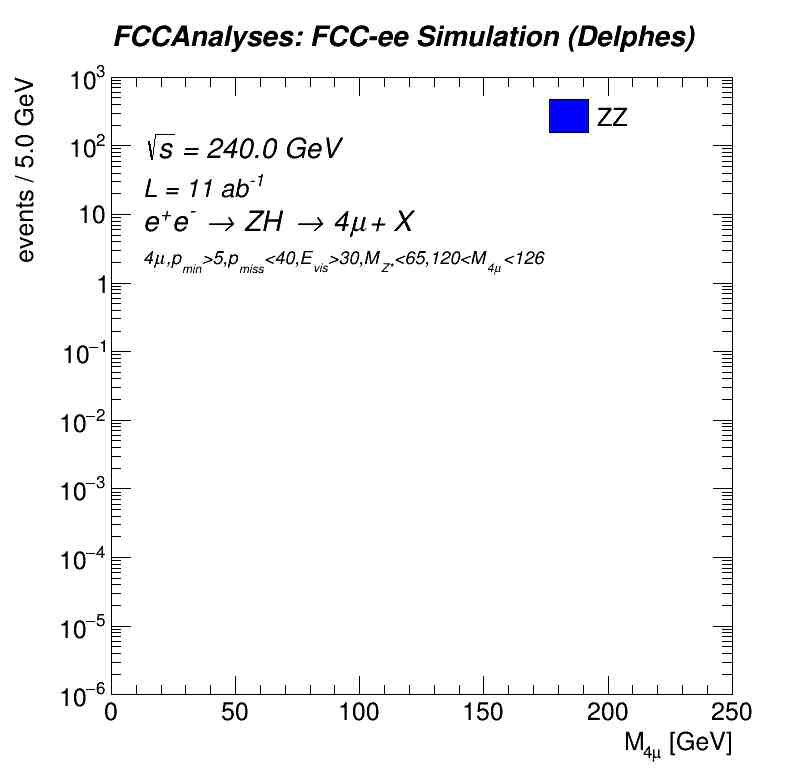 FCCAnalyses: FCC-ee Simulation (Delphes)
events / 5.0 GeV
10³
10²
10
1
10⁻¹
10⁻²
10⁻³
10⁻⁴
10⁻⁵
10⁻⁶
√s = 240.0 GeV
L = 11 ab⁻¹
e⁺e⁻ → ZH → 4μ + X
4μ,p_min>5,p_miss<40,E_vis>30,M_Z*<65,120<M_4μ<126
ZZ
0 50 100 150 200 250
M_4μ [GeV]